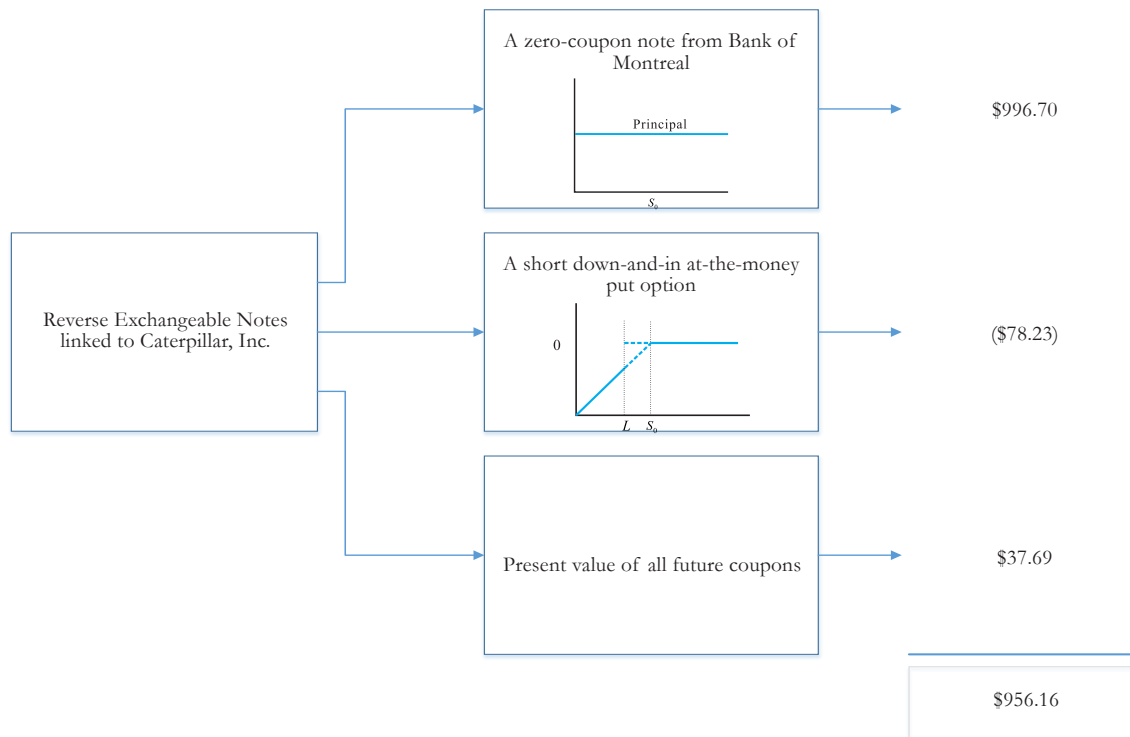 A zero-coupon note from Bank of
Montreal
Principal
S₀
$996.70
Reverse Exchangeable Notes
linked to Caterpillar, Inc.
A short down-and-in at-the-money
put option
0
L S₀
($78.23)
Present value of all future coupons
$37.69
$956.16